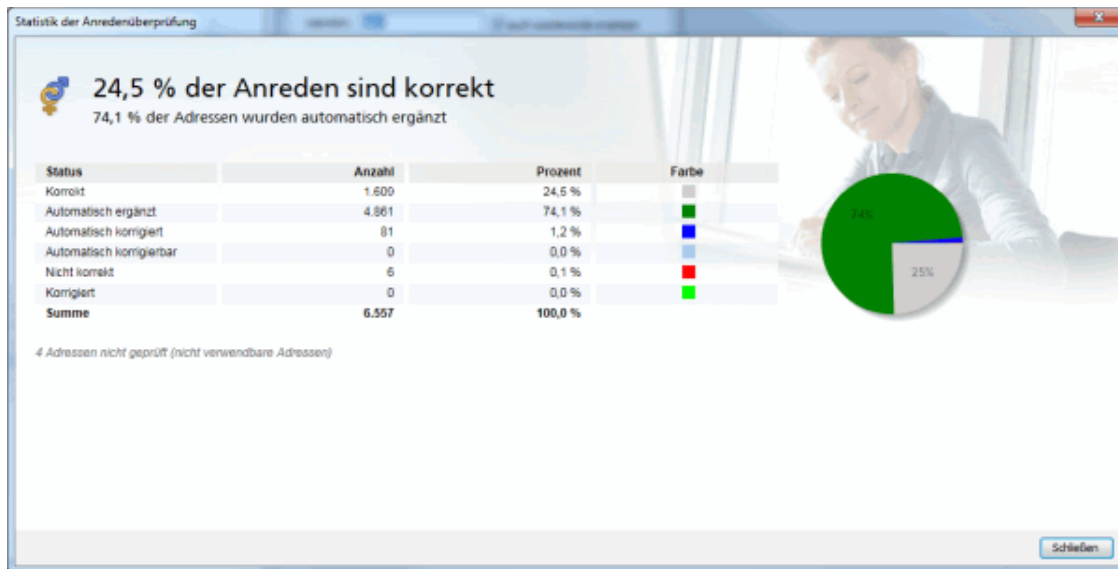 Statistik der Anredenüberprüfung
24,5 % der Anreden sind korrekt
74,1 % der Adressen wurden automatisch ergänzt
Status Anzahl Prozent Farbe
Korrekt 1.609 24,5 %
Automatisch ergänzt 4.861 74,1 %
Automatisch korrigiert 81 1,2 %
Automatisch korrigierbar 0 0,0 %
Nicht korrekt 6 0,1 %
Korrigiert 0 0,0 %
Summe 6.557 100,0 %
74%
25%
4 Adressen nicht geprüft (nicht verwendbare Adressen)
Schließen